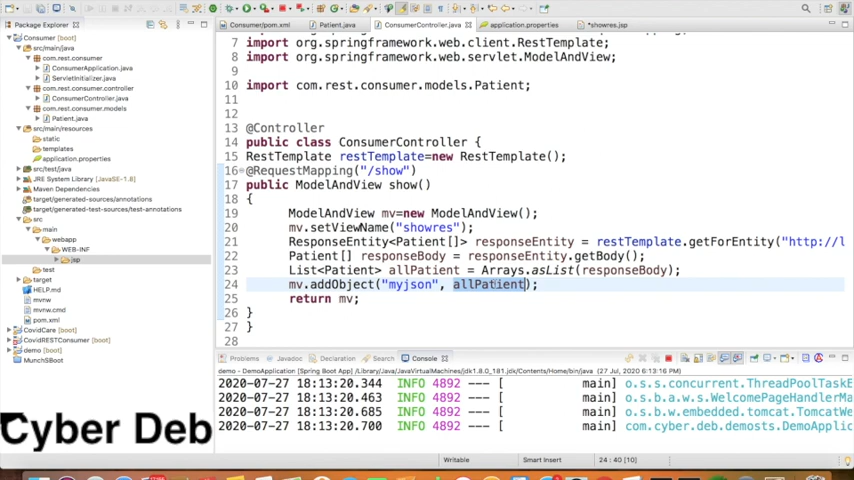 Consumer/pom.xml
Patient.java
ConsumerController.java
application.properties
*showres.jsp
Package Explorer
Consumer
src/main/java
com.rest.consumer
ConsumerApplication.java
ServletInitializer.java
com.rest.consumer.controller
ConsumerController.java
com.rest.consumer.models
Patient.java
src/main/resources
static
templates
application.properties
src/test/java
JRE System Library [JavaSE-1.8]
Maven Dependencies
target/generated-sources/annotations
target/generated-test-sources/test-annotations
src
main
webapp
WEB-INF
jsp
test
target
HELP.md
mvnw
mvnw.cmd
pom.xml
CovidCare
CovidRESTConsumer
demo
MunchSBoot
7 import org.springframework.web.client.RestTemplate;
8 import org.springframework.web.servlet.ModelAndView;
9
10 import com.rest.consumer.models.Patient;
11
12
13 @Controller
14 public class ConsumerController {
15 RestTemplate restTemplate=new RestTemplate();
16 @RequestMapping("/show")
17 public ModelAndView show()
18 {
19 ModelAndView mv=new ModelAndView();
20 mv.setViewName("showres");
21 ResponseEntity<Patient[]> responseEntity = restTemplate.getForEntity("http://l
22 Patient[] responseBody = responseEntity.getBody();
23 List<Patient> allPatient = Arrays.asList(responseBody);
24 mv.addObject("myjson", allPatient);
25 return mv;
26 }
27 }
28
Problems Javadoc Declaration Search Console
demo - DemoApplication [Spring Boot App] /Library/Java/JavaVirtualMachines/jdk1.8.0_181.jdk/Contents/Home/bin/java (27 Jul 2020, 6:13:16 PM)
2020-07-27 18:13:20.344 INFO 4892 --- [ main] o.s.s.concurrent.ThreadPoolTaskE
2020-07-27 18:13:20.463 INFO 4892 --- [ main] o.s.b.a.w.s.WelcomePageHandlerMa
2020-07-27 18:13:20.685 INFO 4892 --- [ main] o.s.b.w.embedded.tomcat.TomcatWe
2020-07-27 18:13:20.700 INFO 4892 --- [ main] com.cyber.deb.demosts.DemoApplic
Cyber Deb
Writable
Smart Insert
24 : 40 [10]